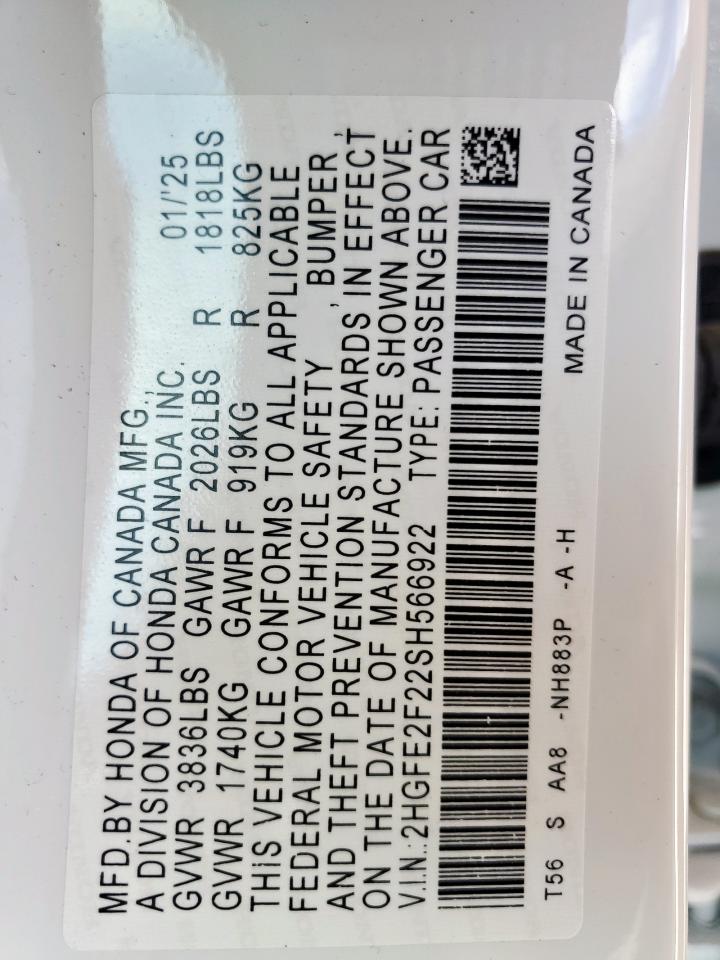 MFD.BY HONDA OF CANADA MFG.,
A DIVISION OF HONDA CANADA INC. 01/'25
GVWR 3836LBS GAWR F 2026LBS R 1818LBS
GVWR 1740KG GAWR F 919KG R 825KG
THIS VEHICLE CONFORMS TO ALL APPLICABLE
FEDERAL MOTOR VEHICLE SAFETY , BUMPER ,
AND THEFT PREVENTION STANDARDS IN EFFECT
ON THE DATE OF MANUFACTURE SHOWN ABOVE.
V.I.N.:2HGFE2F22SH566922 TYPE: PASSENGER CAR
T56 S AA8 -NH883P -A -H MADE IN CANADA